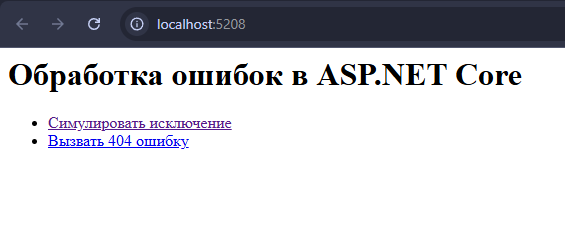 localhost:5208
Обработка ошибок в ASP.NET Core
Симулировать исключение
Вызвать 404 ошибку